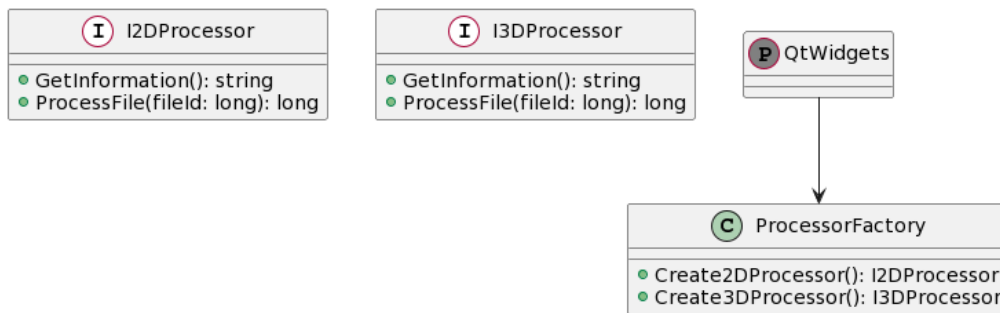 I I2DProcessor
GetInformation(): string
ProcessFile(fileId: long): long
I I3DProcessor
GetInformation(): string
ProcessFile(fileId: long): long
P QtWidgets
C ProcessorFactory
Create2DProcessor(): I2DProcessor
Create3DProcessor(): I3DProcessor